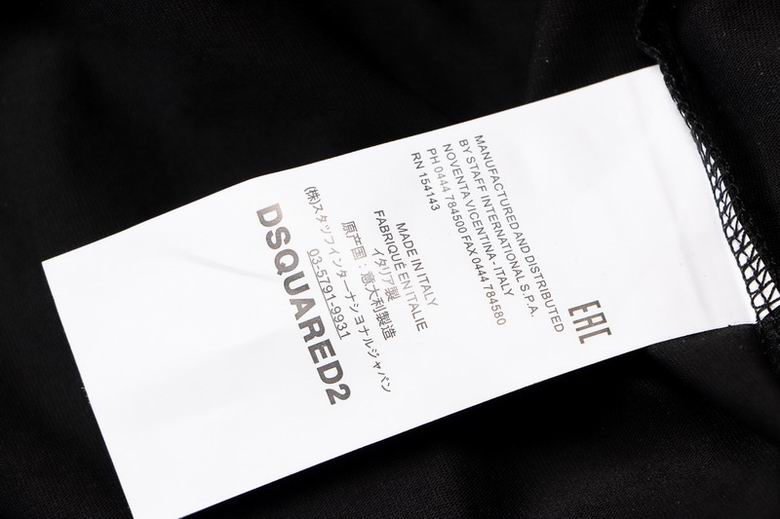 EAC
MANUFACTURED AND DISTRIBUTED
BY STAFF INTERNATIONAL S.P.A.
NOVENTA VICENTINA - ITALY
PH 0444 784500 FAX 0444 784580
RN 154143
MADE IN ITALY
FABRIQUÉ EN ITALIE
イタリア製
原产国：意大利製造
(株)スタッフインターナショナルジャパン
03-5791-9931
DSQUARED2